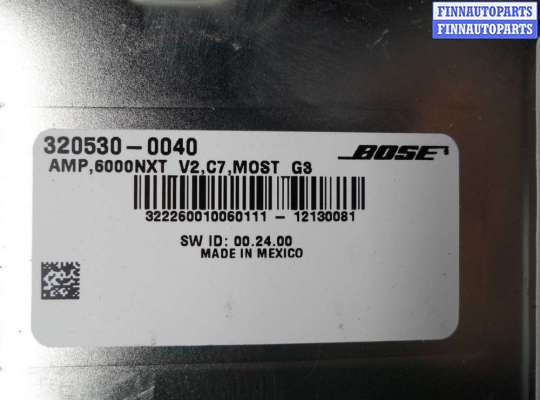 FINNAUTOPARTS
FINNAUTOPARTS
320530-0040
BOSE
AMP,6000NXT V2,C7,MOST G3
322260010060111 - 12130081
SW ID: 00.24.00
MADE IN MEXICO